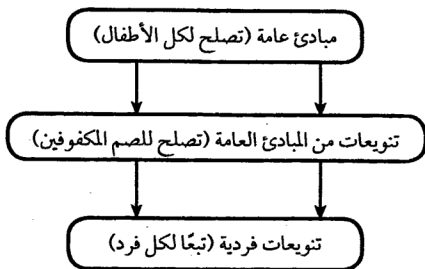 مبادئ عامة (تصلح لكل الأطفال)
تنويعات من المبادئ العامة (تصلح للصم المكفوفين)
تنويعات فردية (تبعًا لكل فرد)